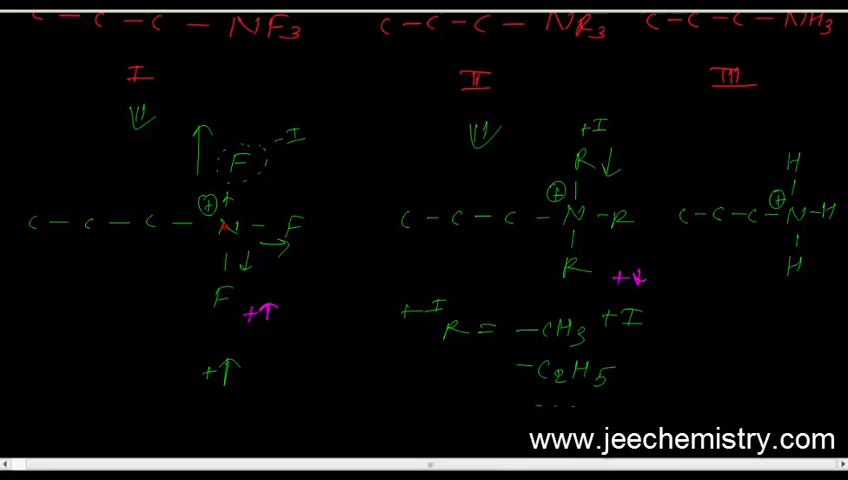 C - C - C - NF3 C - C - C - NR3 C - C - C - NH3
I II III
+I
F -I R H
+ + + +
C - C - C - N - F C - C - C - N - R C - C - C - N - H
F R H
+↑ +↓
+I R = -CH3 +I
+↑ -C2H5
www.jeechemistry.com